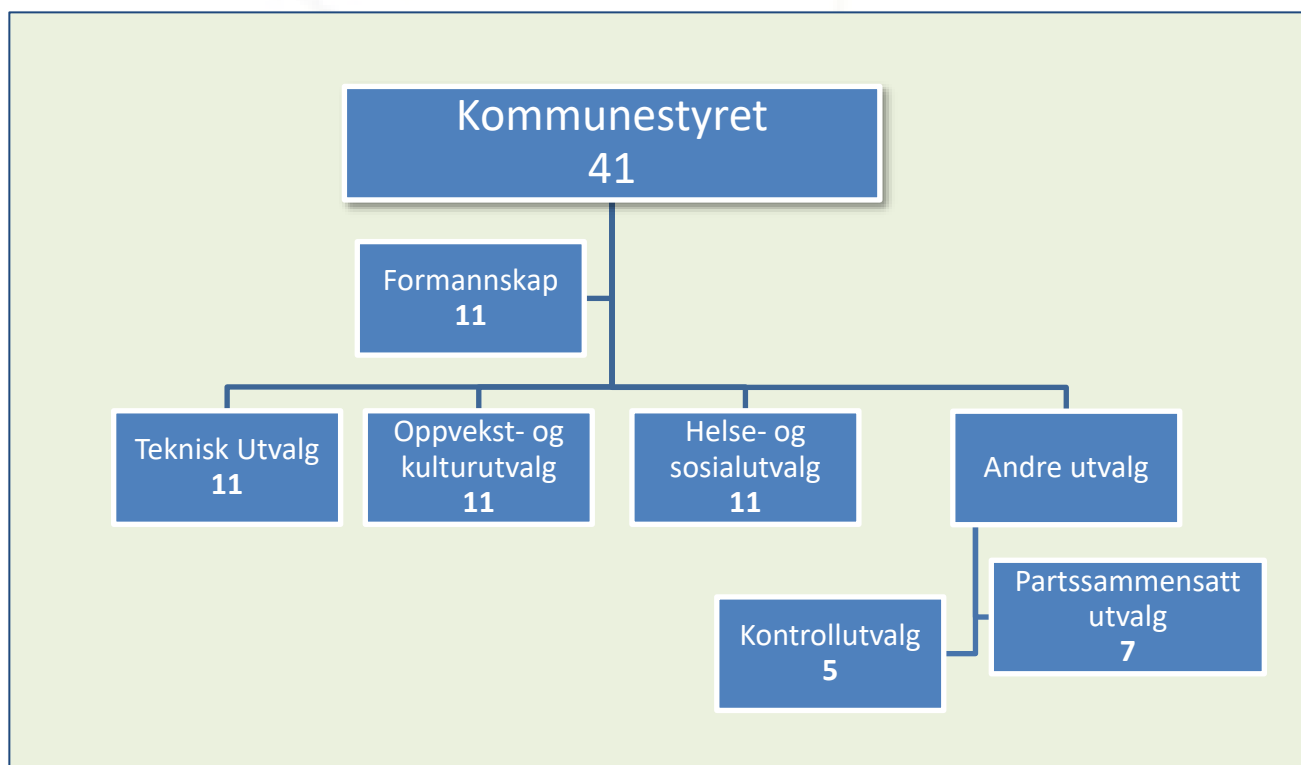 Kommunestyret
41
Formannskap
11
Teknisk Utvalg
11
Oppvekst- og
kulturutvalg
11
Helse- og
sosialutvalg
11
Andre utvalg
Partssammensatt
utvalg
7
Kontrollutvalg
5